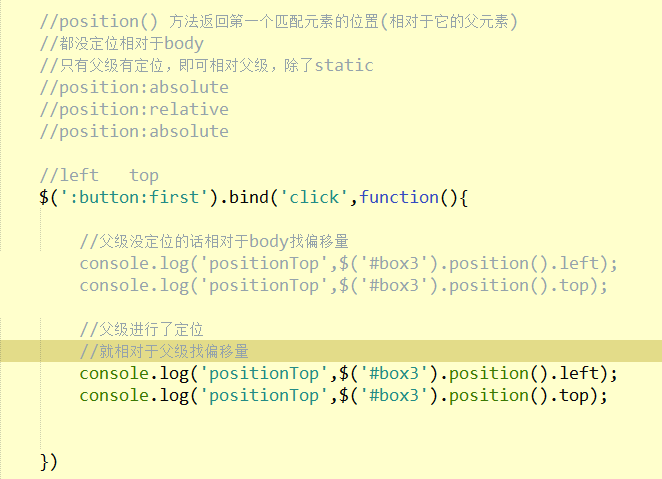 //position() 方法返回第一个匹配元素的位置(相对于它的父元素)
//都没定位相对于body
//只有父级有定位，即可相对父级，除了static
//position:absolute
//position:relative
//position:absolute
//left   top
$(':button:first').bind('click',function(){
//父级没定位的话相对于body找偏移量
console.log('positionTop',$('#box3').position().left);
console.log('positionTop',$('#box3').position().top);
//父级进行了定位
//就相对于父级找偏移量
console.log('positionTop',$('#box3').position().left);
console.log('positionTop',$('#box3').position().top);
})